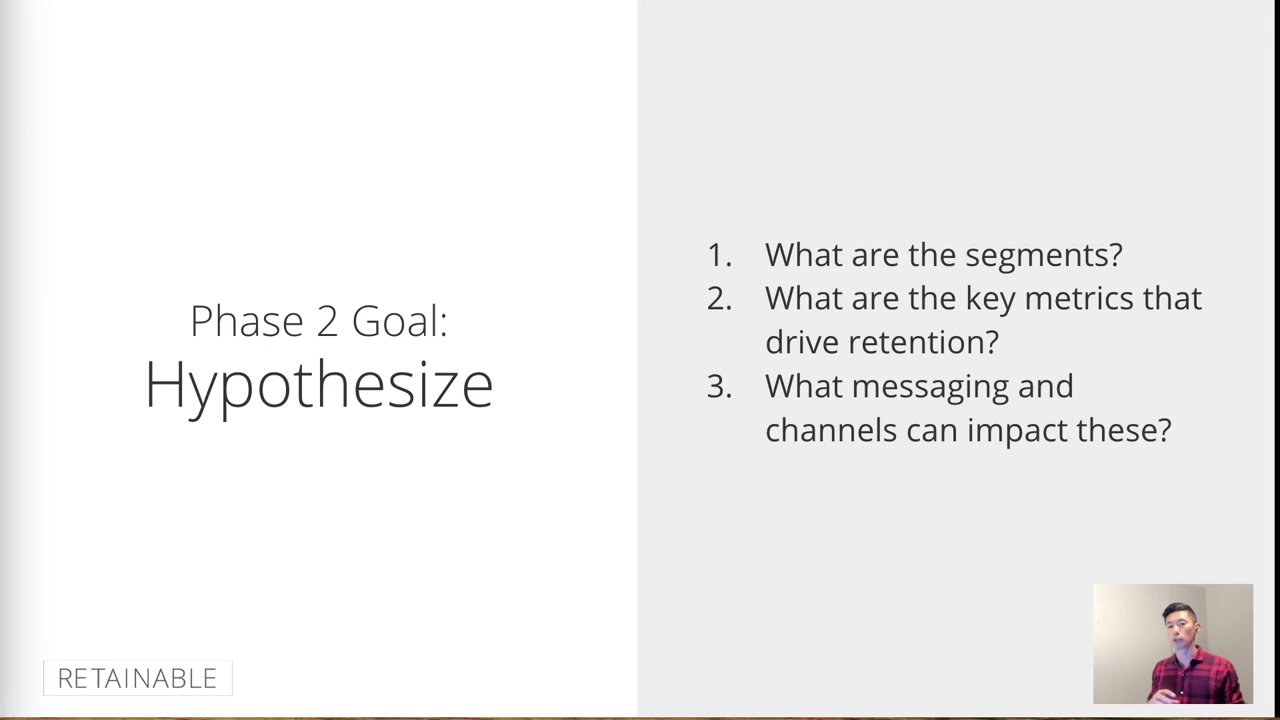 Phase 2 Goal:
Hypothesize
1. What are the segments?
2. What are the key metrics that
drive retention?
3. What messaging and
channels can impact these?
RETAINABLE